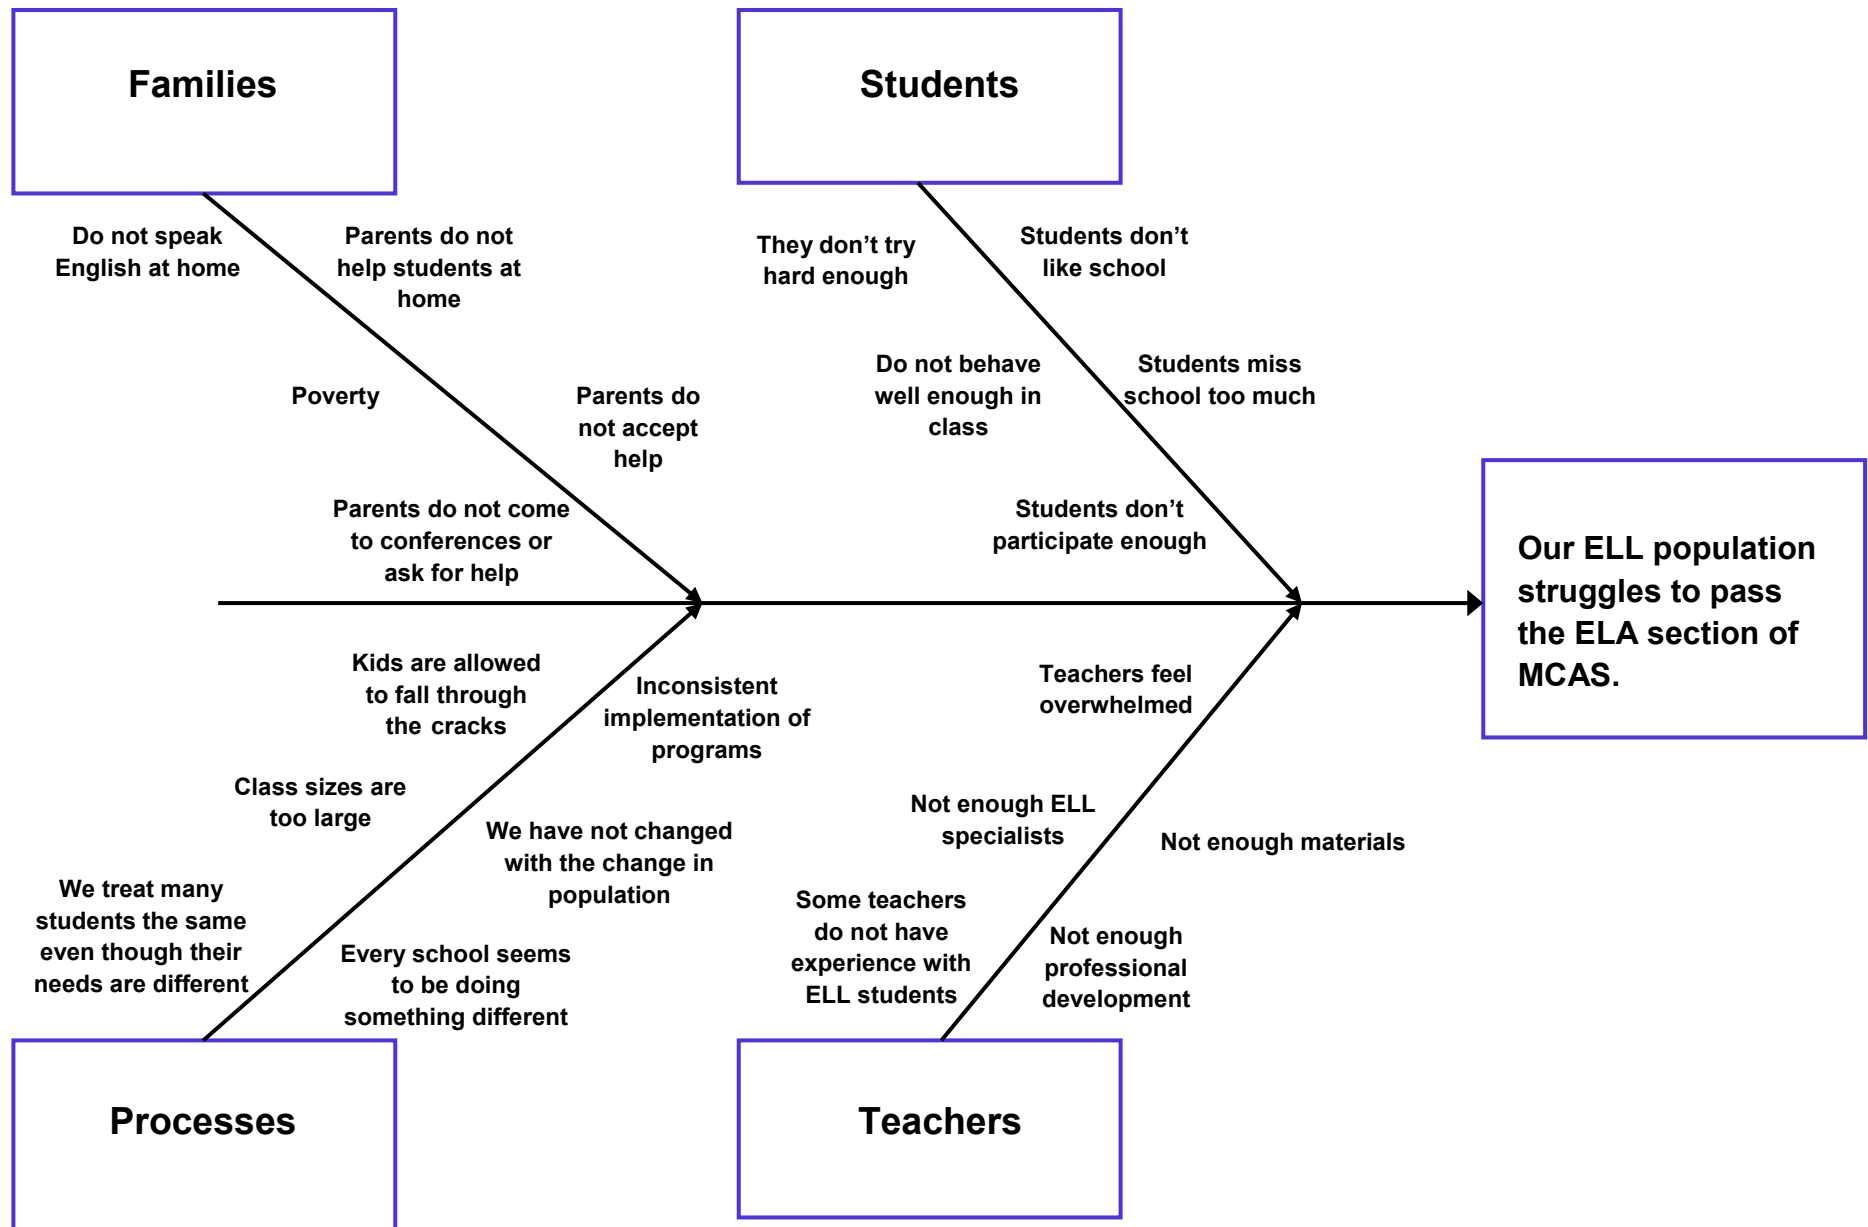 Families
Students
Do not speak
English at home
Parents do not
help students at
home
They don’t try
hard enough
Students don’t
like school
Poverty
Parents do
not accept
help
Do not behave
well enough in
class
Students miss
school too much
Parents do not come
to conferences or
ask for help
Students don’t
participate enough
Our ELL population
struggles to pass
the ELA section of
MCAS.
Kids are allowed
to fall through
the cracks
Inconsistent
implementation of
programs
Teachers feel
overwhelmed
Class sizes are
too large
We have not changed
with the change in
population
Not enough ELL
specialists
Not enough materials
We treat many
students the same
even though their
needs are different
Every school seems
to be doing
something different
Some teachers
do not have
experience with
ELL students
Not enough
professional
development
Processes
Teachers